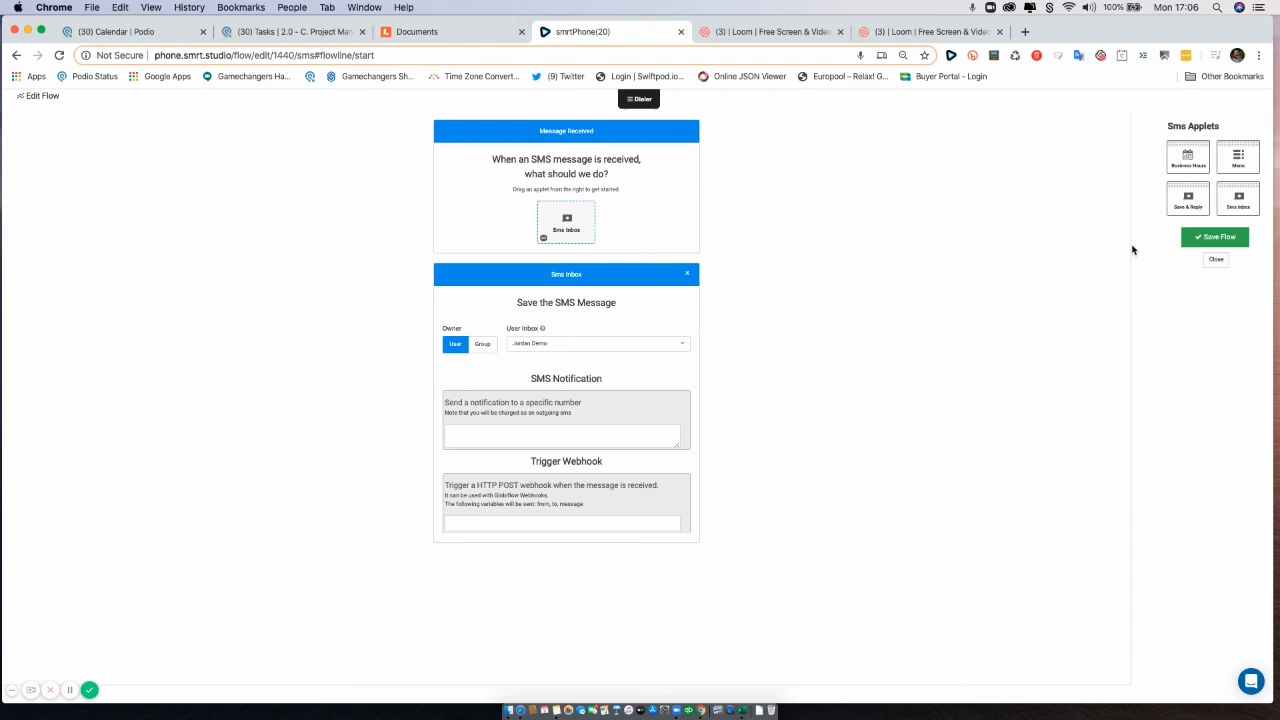 Chrome File Edit View History Bookmarks People Tab Window Help
100% Mon 17:06
(30) Calendar | Podio
(30) Tasks | 2.0 - C. Project Man
Documents
smrtPhone(20)
(3) Loom | Free Screen & Video
(3) Loom | Free Screen & Video
Not Secure phone.smrt.studio/flow/edit/1440/sms#flowline/start
Apps Podio Status Google Apps Gamechangers Ha... Gamechangers Sh... Time Zone Convert... (9) Twitter Login | Swiftpod.io... Online JSON Viewer Europool – Relax! G... Buyer Portal - Login Other Bookmarks
Edit Flow
Dialer
Message Received
When an SMS message is received,
what should we do?
Drag an applet from the right to get started.
Sms Inbox
Sms Inbox ×
Save the SMS Message
Owner User Inbox
User Group Jordan Demo
SMS Notification
Send a notification to a specific number
Note that you will be charged as an outgoing sms
Trigger Webhook
Trigger a HTTP POST webhook when the message is received.
It can be used with Globiflow Webhooks.
The following variables will be sent: from, to, message
Sms Applets
Business Hours Menu
Save & Reply Sms Inbox
Save Flow
Close